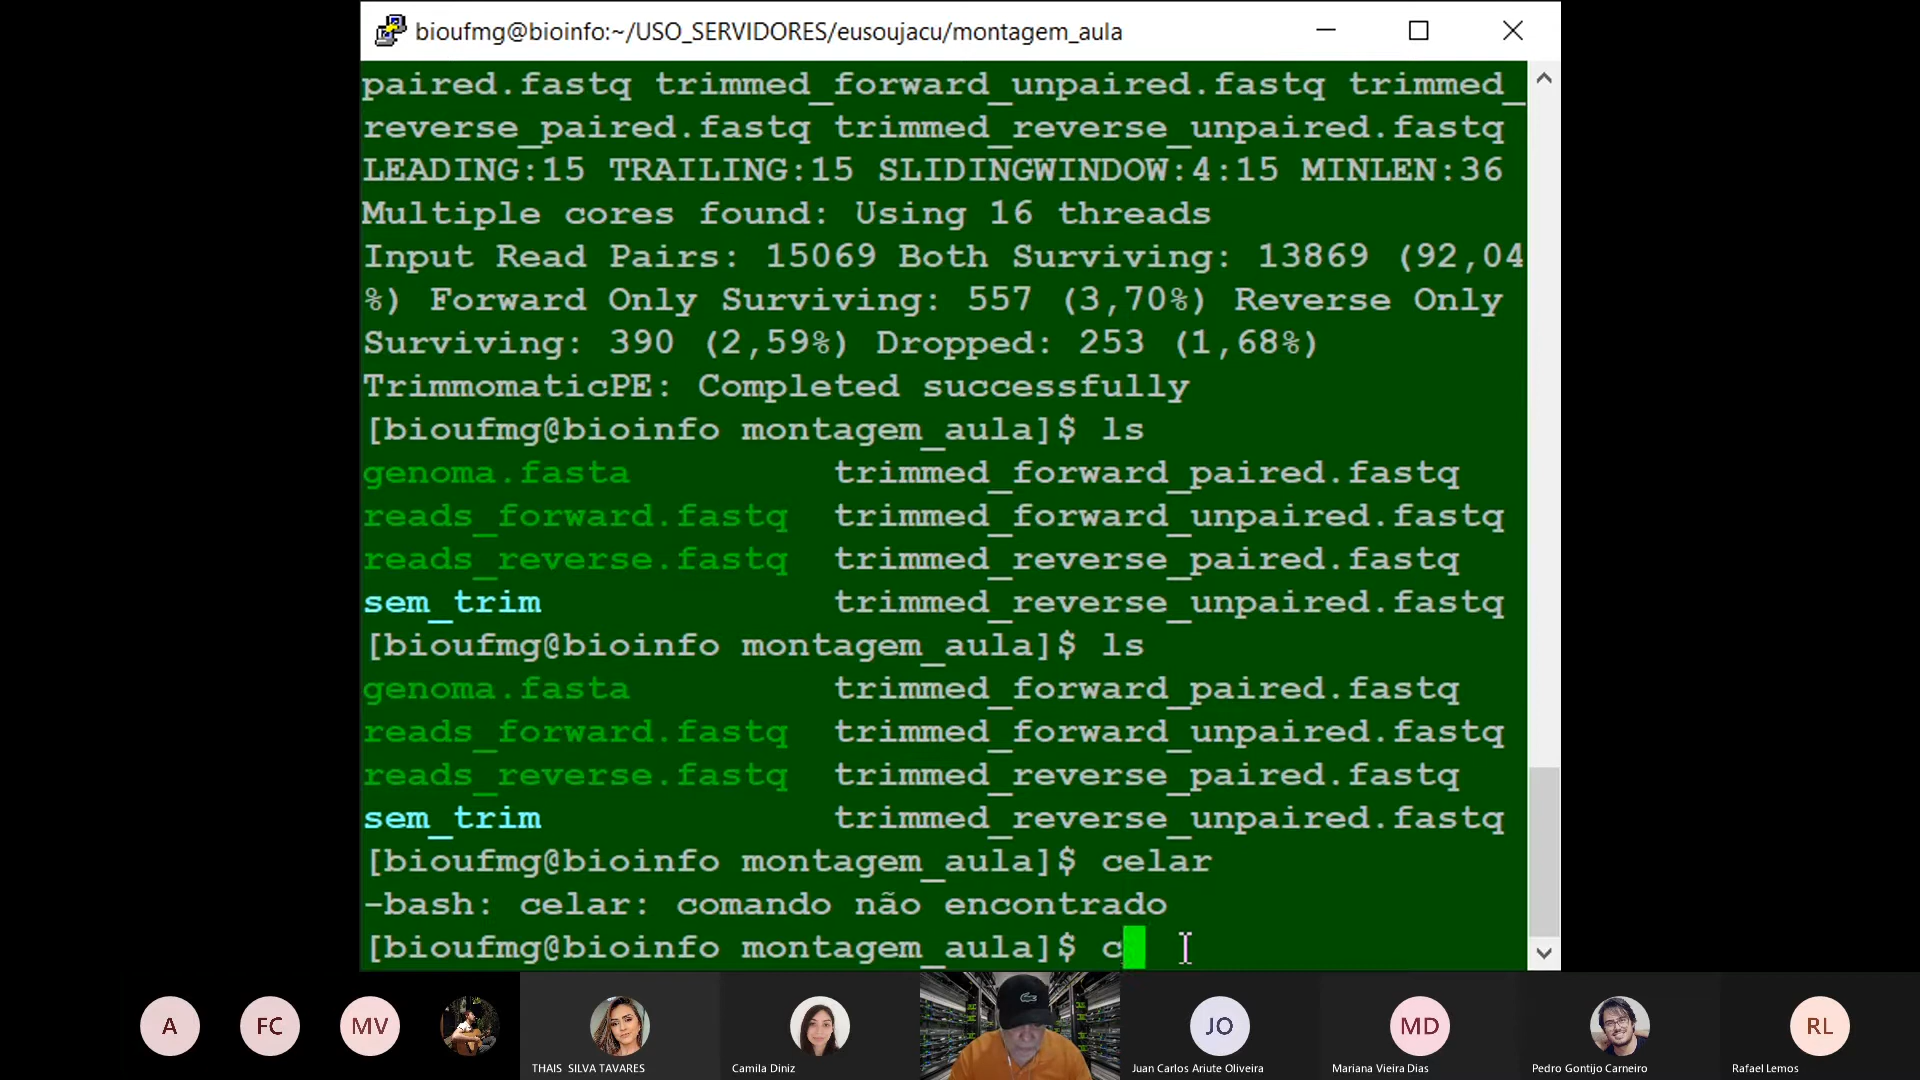 bioufmg@bioinfo:~/USO_SERVIDORES/eusoujacu/montagem_aula
paired.fastq trimmed_forward_unpaired.fastq trimmed_
reverse_paired.fastq trimmed_reverse_unpaired.fastq
LEADING:15 TRAILING:15 SLIDINGWINDOW:4:15 MINLEN:36
Multiple cores found: Using 16 threads
Input Read Pairs: 15069 Both Surviving: 13869 (92,04
%) Forward Only Surviving: 557 (3,70%) Reverse Only
Surviving: 390 (2,59%) Dropped: 253 (1,68%)
TrimmomaticPE: Completed successfully
[bioufmg@bioinfo montagem_aula]$ ls
genoma.fasta trimmed_forward_paired.fastq
reads_forward.fastq trimmed_forward_unpaired.fastq
reads_reverse.fastq trimmed_reverse_paired.fastq
sem_trim trimmed_reverse_unpaired.fastq
[bioufmg@bioinfo montagem_aula]$ ls
genoma.fasta trimmed_forward_paired.fastq
reads_forward.fastq trimmed_forward_unpaired.fastq
reads_reverse.fastq trimmed_reverse_paired.fastq
sem_trim trimmed_reverse_unpaired.fastq
[bioufmg@bioinfo montagem_aula]$ celar
-bash: celar: comando não encontrado
[bioufmg@bioinfo montagem_aula]$ c
A FC MV JO MD RL
THAIS SILVA TAVARES Camila Diniz Juan Carlos Ariute Oliveira Mariana Vieira Dias Pedro Gontijo Carneiro Rafael Lemos